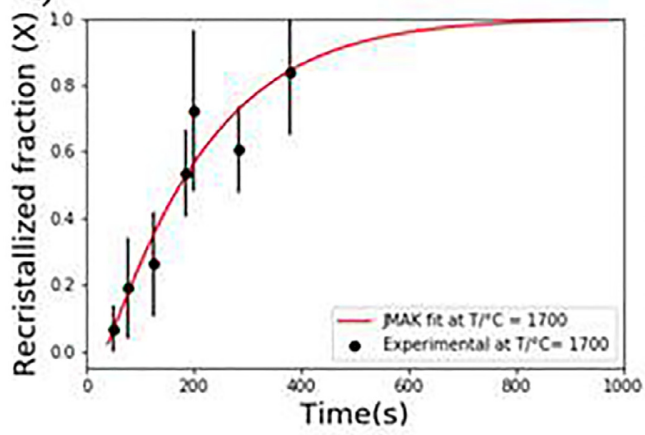 )
Recristallized fraction (X)
1.0
0.8
0.6
0.4
0.2
0.0
JMAK fit at T/°C = 1700
Experimental at T/°C= 1700
0 200 400 600 800 1000
Time(s)